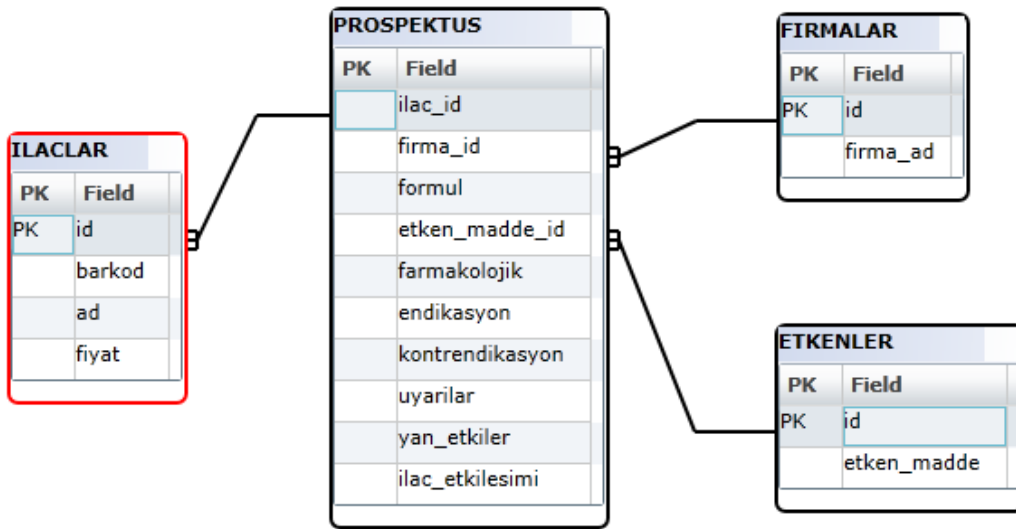 PROSPEKTUS
PK Field
ilac_id
firma_id
formul
etken_madde_id
farmakolojik
endikasyon
kontrendikasyon
uyarilar
yan_etkiler
ilac_etkilesimi
FIRMALAR
PK Field
PK id
firma_ad
ILACLAR
PK Field
PK id
barkod
ad
fiyat
ETKENLER
PK Field
PK id
etken_madde